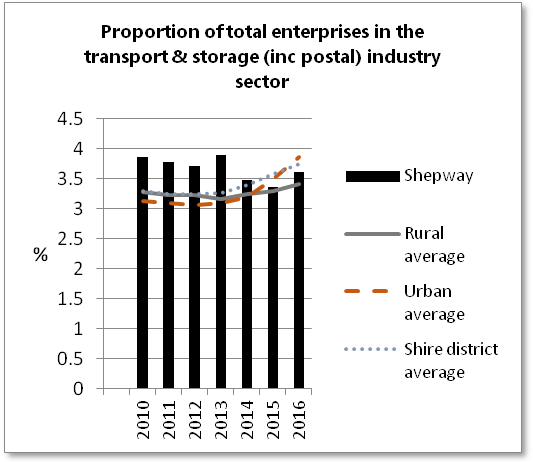 Proportion of total enterprises in the
transport & storage (inc postal) industry
sector
4.5
4
3.5
3
2.5
2
1.5
1
0.5
0
%
2010
2011
2012
2013
2014
2015
2016
Shepway
Rural
average
Urban
average
Shire district
average